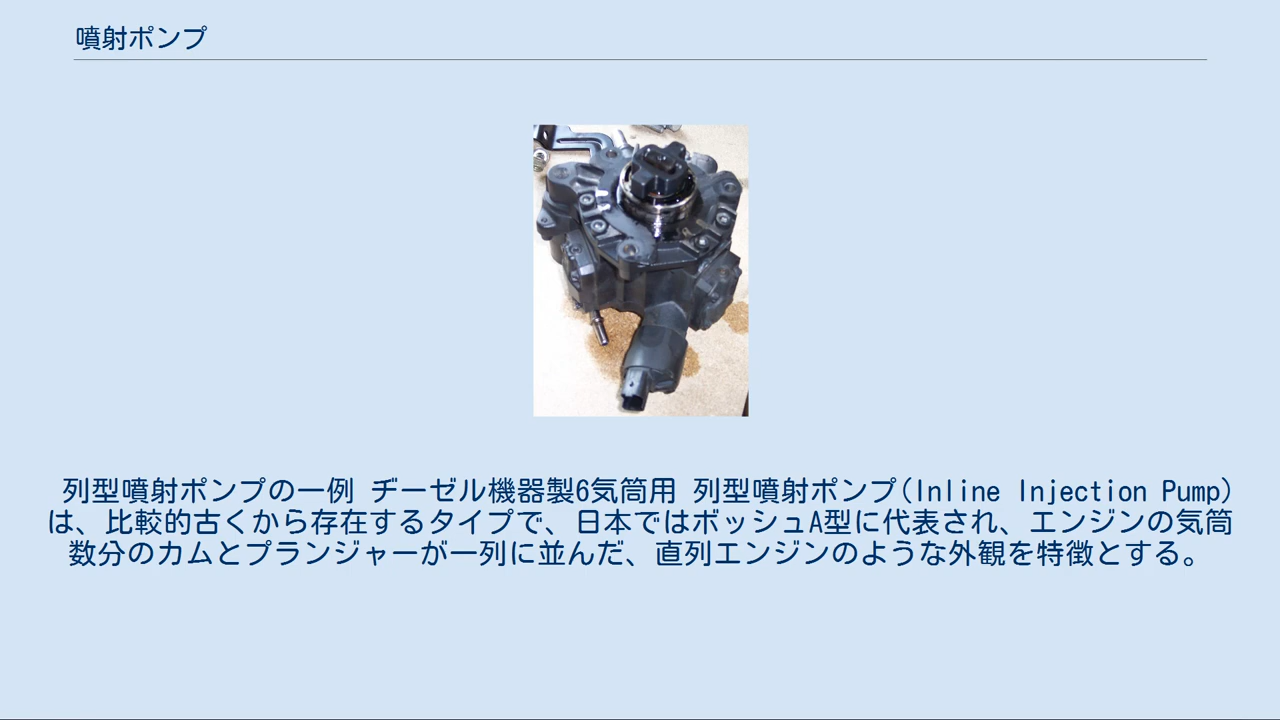 噴射ポンプ
列型噴射ポンプの一例 ヂーゼル機器製6気筒用 列型噴射ポンプ(Inline Injection Pump)
は、比較的古くから存在するタイプで、日本ではボッシュA型に代表され、エンジンの気筒
数分のカムとプランジャーが一列に並んだ、直列エンジンのような外観を特徴とする。